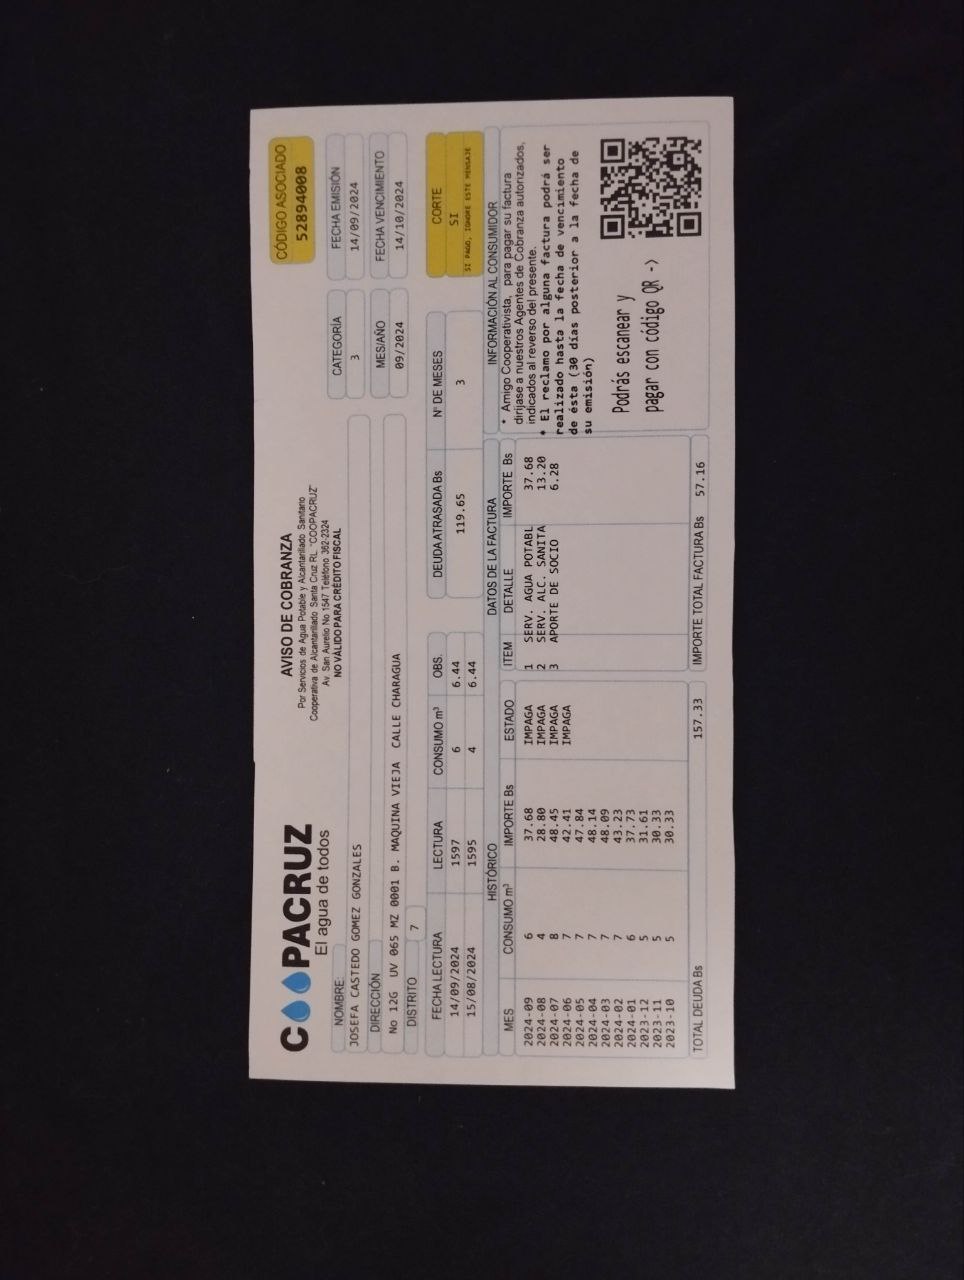 COOPACRUZ
El agua de todos
AVISO DE COBRANZA
Por Servicios de Agua Potable y Alcantarillado Sanitario
Cooperativa de Alcantarillado Santa Cruz RL. "COOPACRUZ"
Av. San Aurelio No 1547 Teléfono 362-2324
NO VÁLIDO PARA CRÉDITO FISCAL
CÓDIGO ASOCIADO
52894008
NOMBRE:
JOSEFA CASTEDO GOMEZ GONZALES
CATEGORÍA FECHA EMISIÓN
3 14/09/2024
DIRECCIÓN
No 12G UV 065 MZ 0001 B. MAQUINA VIEJA CALLE CHARAGUA
MES/AÑO FECHA VENCIMIENTO
09/2024 14/10/2024
DISTRITO 7
FECHA LECTURA LECTURA CONSUMO m³ OBS. DEUDA ATRASADA Bs Nº DE MESES CORTE
14/09/2024 1597 6 6.44 119.65 3 SI
15/08/2024 1595 4 6.44 SI PAGO, IGNORE ESTE MENSAJE
HISTÓRICO
MES CONSUMO m³ IMPORTE Bs ESTADO
2024-09 6 37.68 IMPAGA
2024-08 4 28.80 IMPAGA
2024-07 8 48.45 IMPAGA
2024-06 7 42.41 IMPAGA
2024-05 7 47.84
2024-04 7 48.14
2024-03 7 48.09
2024-02 7 43.23
2024-01 6 37.73
2023-12 5 31.61
2023-11 5 30.33
2023-10 5 30.33
TOTAL DEUDA Bs 157.33
DATOS DE LA FACTURA
ITEM DETALLE IMPORTE Bs
1 SERV. AGUA POTABL 37.68
2 SERV. ALC. SANITA 13.20
3 APORTE DE SOCIO 6.28
IMPORTE TOTAL FACTURA Bs 57.16
INFORMACIÓN AL CONSUMIDOR
* Amigo Cooperativista, para pagar su factura
diríjase a nuestros Agentes de Cobranza autorizados,
indicados al reverso del presente.
* El reclamo por alguna factura podrá ser
realizado hasta la fecha de vencimiento
de ésta (30 días posterior a la fecha de
su emisión)
Podrás escanear y
pagar con código QR ->